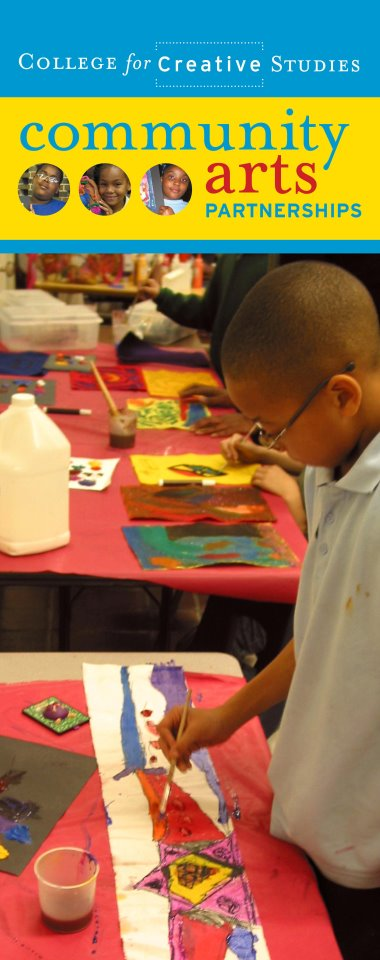 COLLEGE for Creative STUDIES
community
arts
PARTNERSHIPS